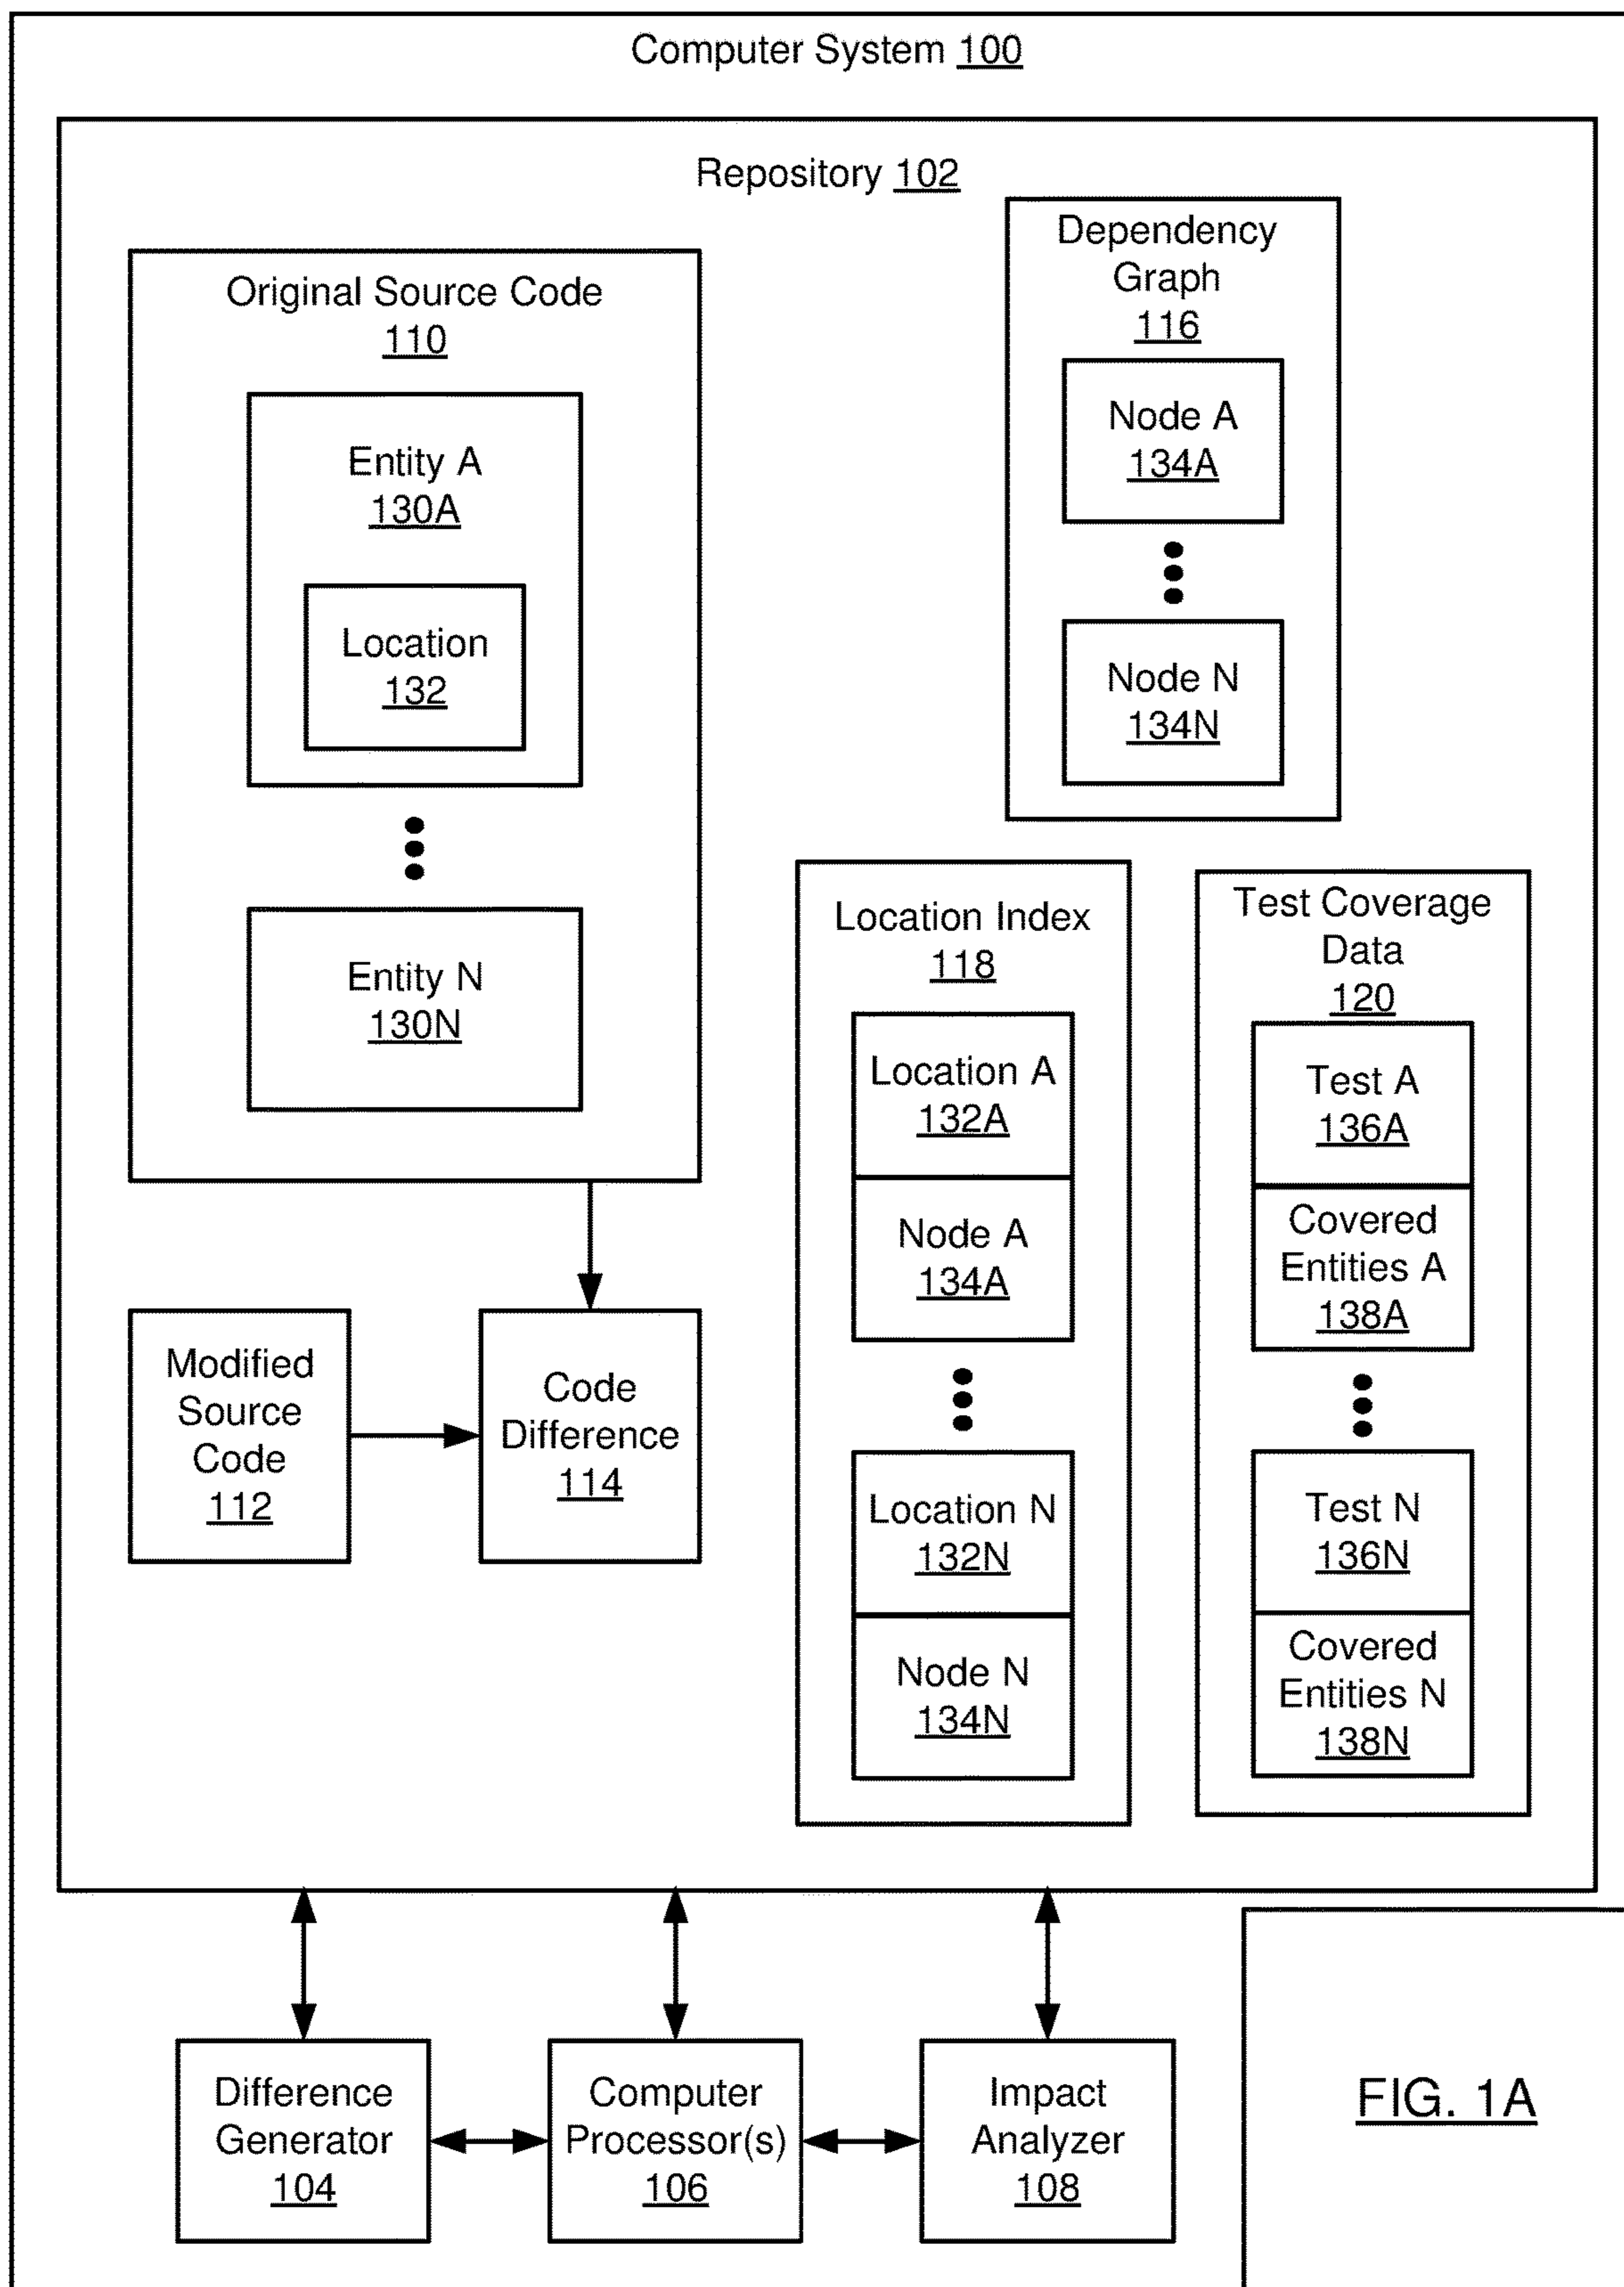 Computer System 100
Repository 102
Original Source Code
110
Entity A
130A
Location
132
Entity N
130N
Modified
Source
Code
112
Code
Difference
114
Dependency
Graph
116
Node A
134A
Node N
134N
Location Index
118
Location A
132A
Node A
134A
Location N
132N
Node N
134N
Test Coverage
Data
120
Test A
136A
Covered
Entities A
138A
Test N
136N
Covered
Entities N
138N
Difference
Generator
104
Computer
Processor(s)
106
Impact
Analyzer
108
FIG. 1A